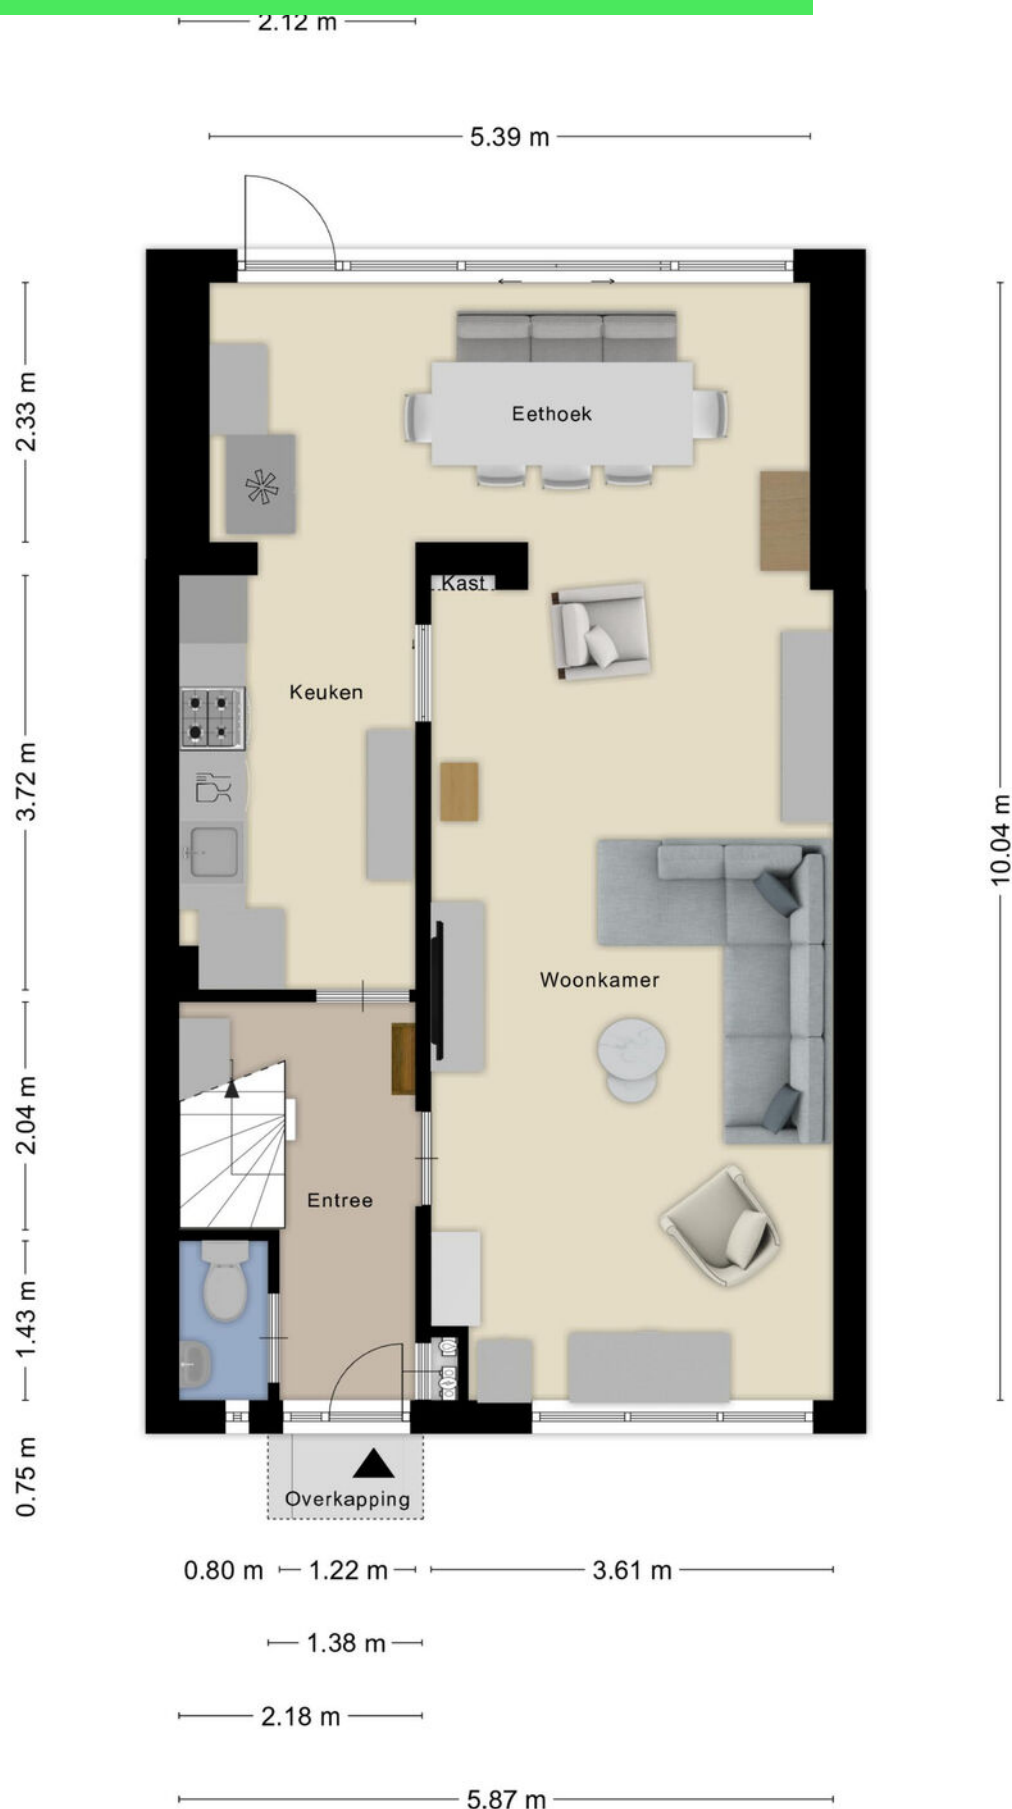 2.12 m
5.39 m
Eethoek
2.33 m
Kast
Keuken
3.72 m
10.04 m
Woonkamer
2.04 m
Entree
1.43 m
0.75 m
Overkapping
0.80 m
1.22 m
3.61 m
1.38 m
2.18 m
5.87 m